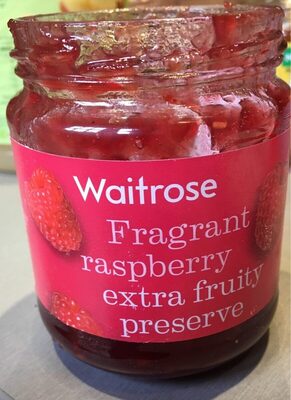 Waitrose
Fragrant
raspberry
extra fruity
preserve